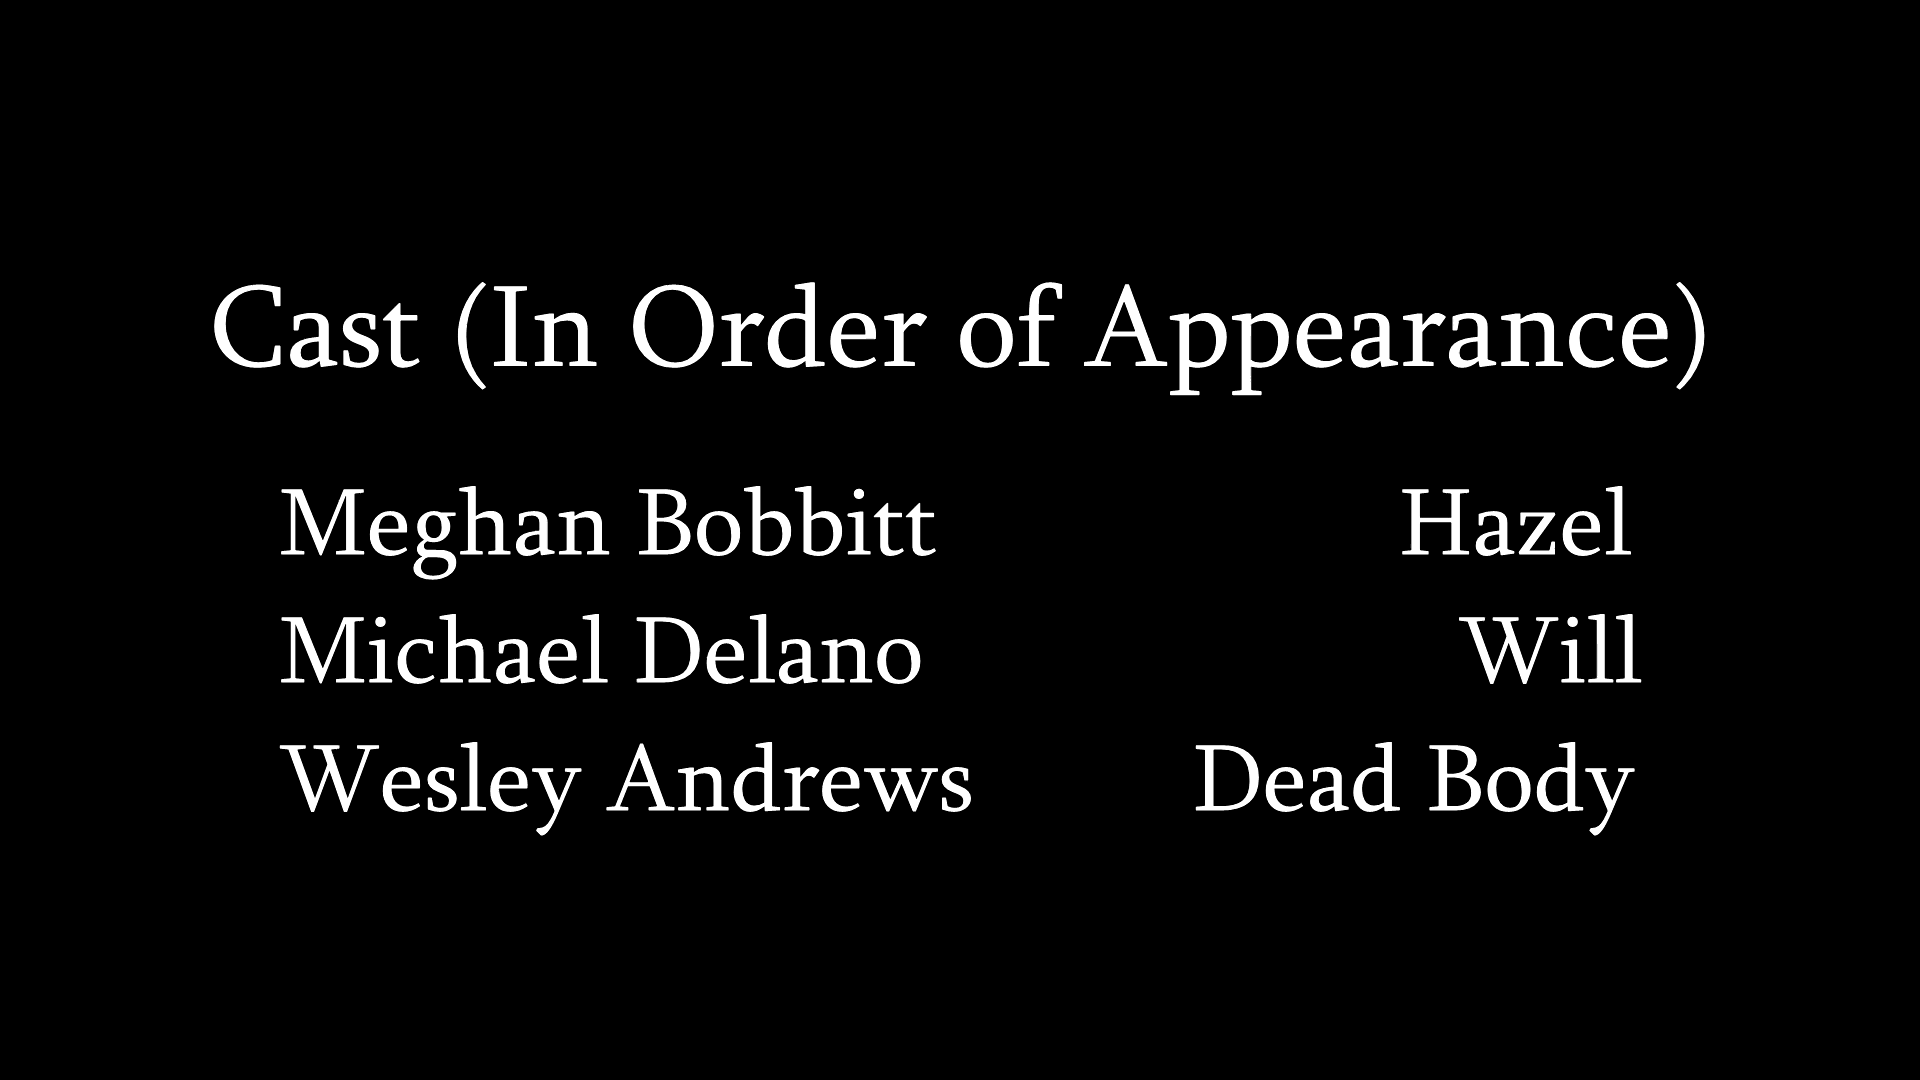 Cast (In Order of Appearance)
Meghan Bobbitt Hazel
Michael Delano Will
Wesley Andrews Dead Body